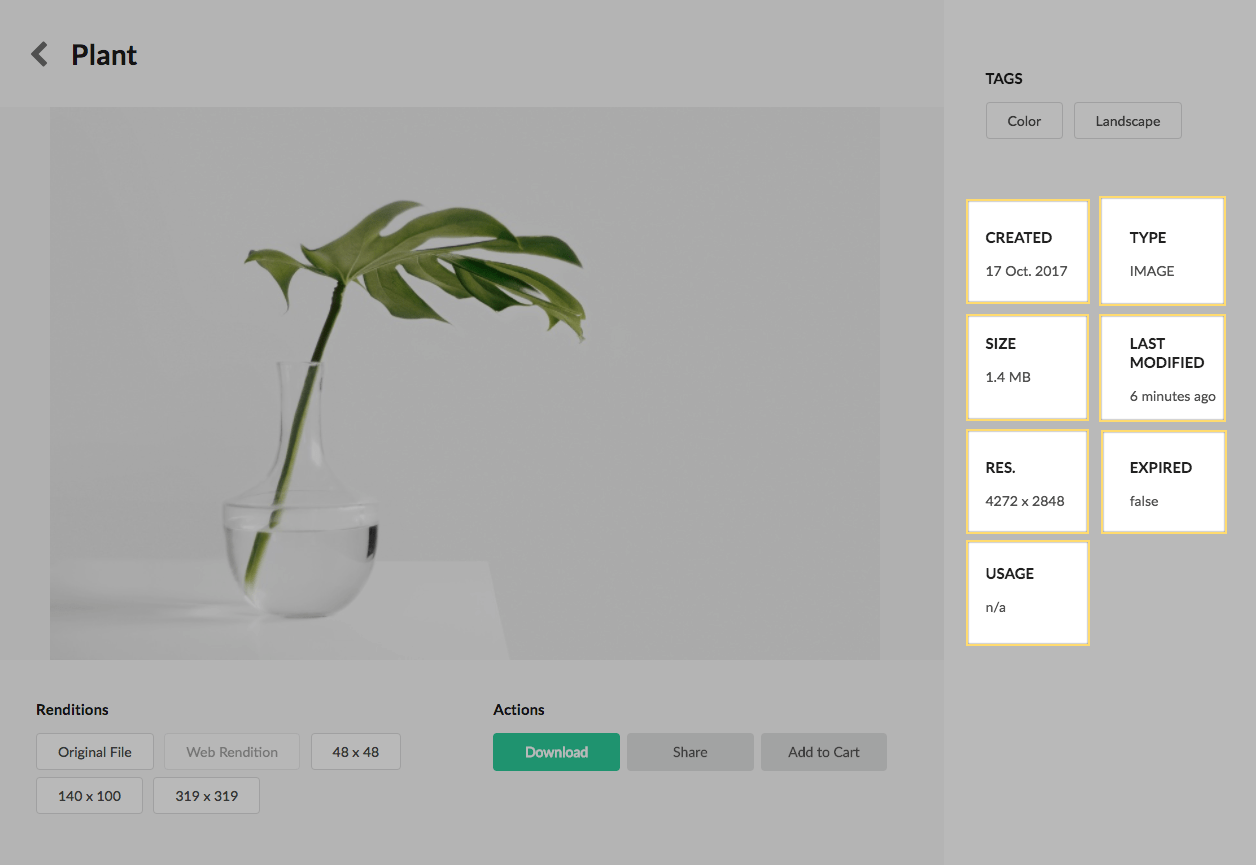 Plant
TAGS
Color
Landscape
CREATED
17 Oct. 2017
TYPE
IMAGE
SIZE
1.4 MB
LAST
MODIFIED
6 minutes ago
RES.
4272 x 2848
EXPIRED
false
USAGE
n/a
Renditions
Original File
Web Rendition
48 x 48
140 x 100
319 x 319
Actions
Download
Share
Add to Cart